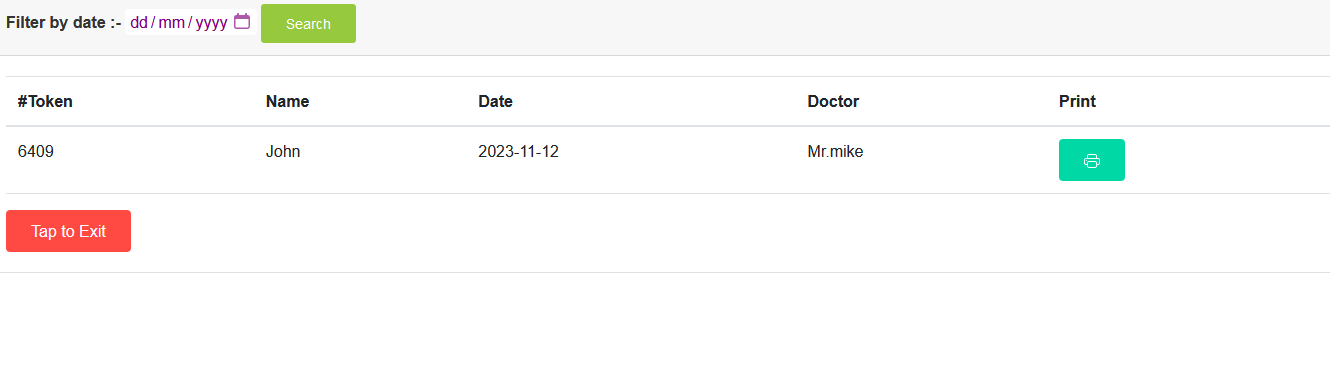 Filter by date :- dd/mm/yyyy Search
#Token Name Date Doctor Print
6409 John 2023-11-12 Mr.mike
Tap to Exit